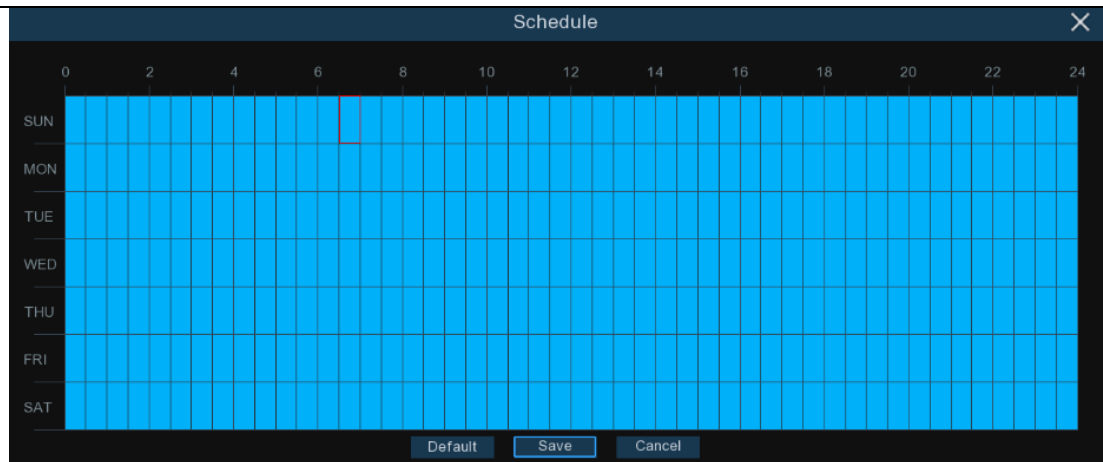 Schedule
0 2 4 6 8 10 12 14 16 18 20 22 24
SUN
MON
TUE
WED
THU
FRI
SAT
Default Save Cancel